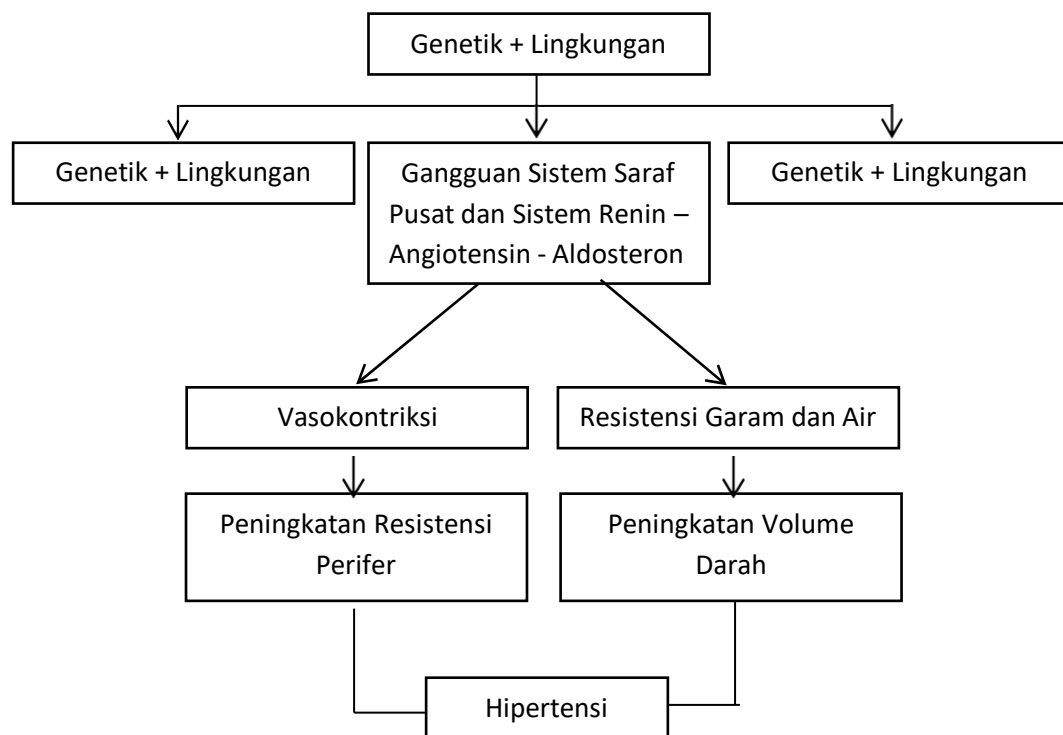 Genetik + Lingkungan
Genetik + Lingkungan
Gangguan Sistem Saraf
Pusat dan Sistem Renin –
Angiotensin - Aldosteron
Genetik + Lingkungan
Vasokontriksi
Resistensi Garam dan Air
Peningkatan Resistensi
Perifer
Peningkatan Volume
Darah
Hipertensi